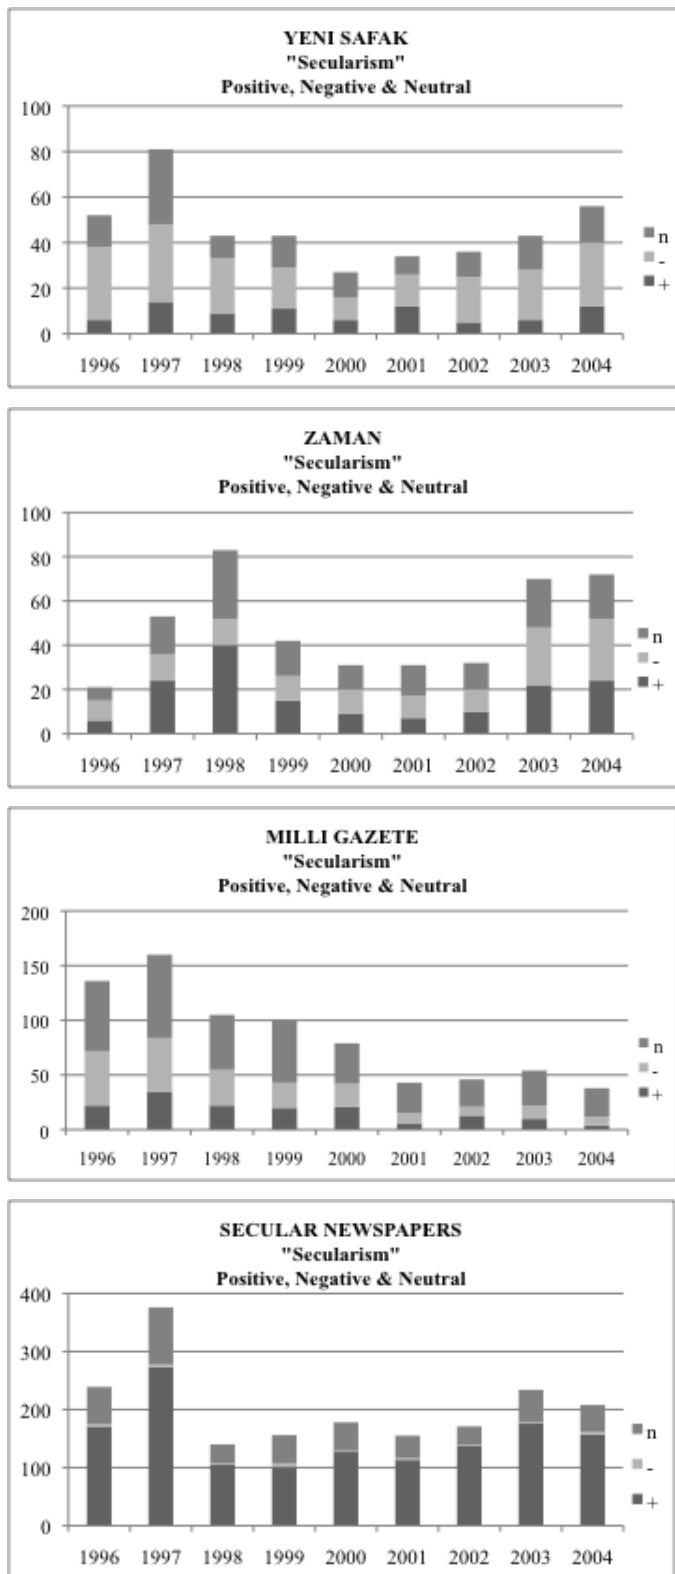 YENI SAFAK
"Secularism"
Positive, Negative & Neutral
100
80
60
40
20
0
n
-
+
1996 1997 1998 1999 2000 2001 2002 2003 2004
ZAMAN
"Secularism"
Positive, Negative & Neutral
100
80
60
40
20
0
n
-
+
1996 1997 1998 1999 2000 2001 2002 2003 2004
MILLI GAZETE
"Secularism"
Positive, Negative & Neutral
200
150
100
50
0
n
-
+
1996 1997 1998 1999 2000 2001 2002 2003 2004
SECULAR NEWSPAPERS
"Secularism"
Positive, Negative & Neutral
400
300
200
100
0
n
-
+
1996 1997 1998 1999 2000 2001 2002 2003 2004